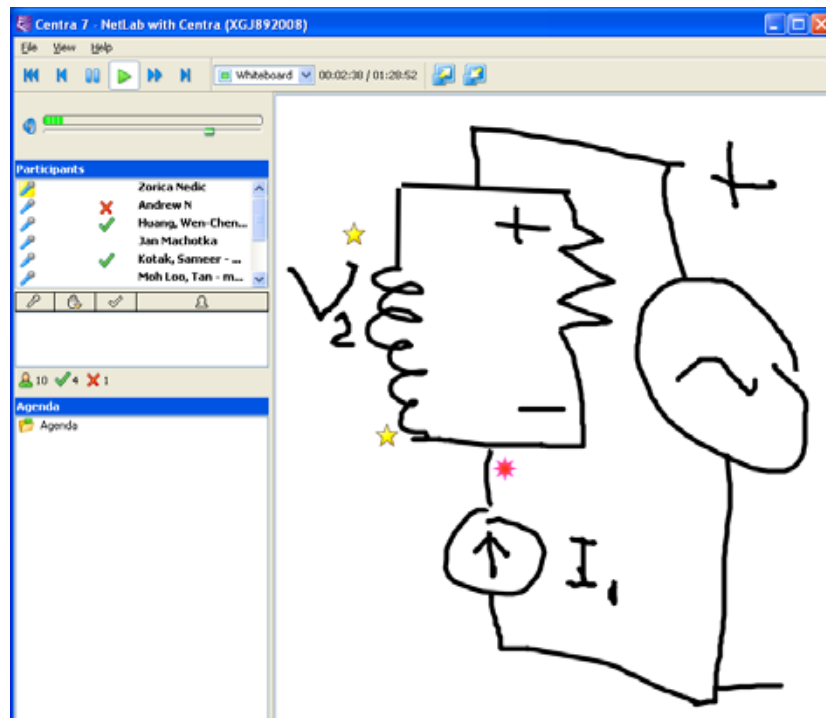 Centra 7 - NetLab with Centra (XGJ892008)
File View Help
Whiteboard 00:02:38 / 01:28:52
Participants
Zorica Nedic
Andrew N
Huang, Wen-Chen...
Jan Machotka
Kotak, Sameer - ...
Moh Loo, Tan - m...
10 4 1
Agenda
Agenda
+
+
V2
−
I1
−